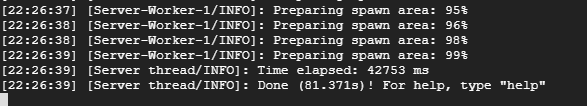 [22:26:37] [Server-Worker-1/INFO]: Preparing spawn area: 95%
[22:26:38] [Server-Worker-1/INFO]: Preparing spawn area: 96%
[22:26:38] [Server-Worker-1/INFO]: Preparing spawn area: 98%
[22:26:39] [Server-Worker-1/INFO]: Preparing spawn area: 99%
[22:26:39] [Server thread/INFO]: Time elapsed: 42753 ms
[22:26:39] [Server thread/INFO]: Done (81.371s)! For help, type "help"